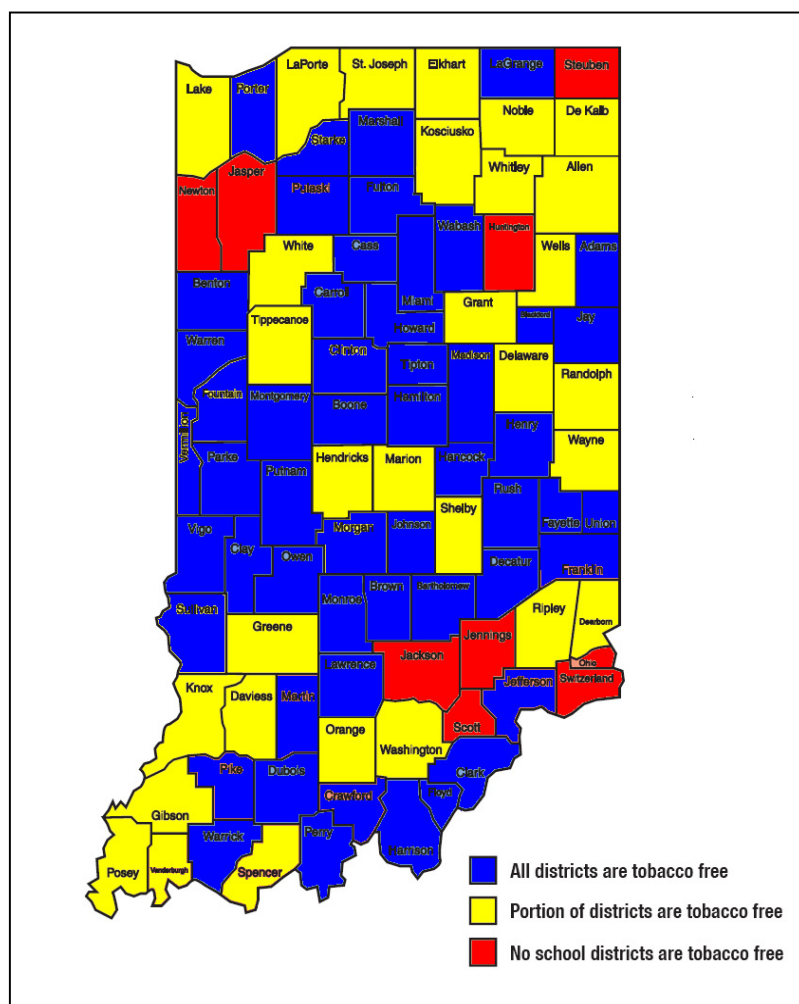 LaPorte
St. Joseph
Elkhart
LaGrange
Steuben
Lake
Porter
Noble
De Kalb
Marshall
Kosciusko
Starke
Whitley
Allen
Jasper
Newton
Pulaski
Fulton
Wabash
Huntington
White
Cass
Wells
Adams
Benton
Carroll
Miami
Grant
Blackford
Jay
Tippecanoe
Howard
Warren
Clinton
Tipton
Madison
Delaware
Randolph
Fountain
Montgomery
Boone
Hamilton
Henry
Wayne
Vermillion
Parke
Putnam
Hendricks
Marion
Hancock
Rush
Shelby
Fayette
Union
Vigo
Clay
Owen
Morgan
Johnson
Decatur
Franklin
Monroe
Brown
Bartholomew
Sullivan
Greene
Ripley
Dearborn
Jennings
Jackson
Lawrence
Ohio
Switzerland
Jefferson
Knox
Daviess
Martin
Scott
Orange
Washington
Pike
Dubois
Clark
Crawford
Floyd
Gibson
Warrick
Perry
Harrison
Posey
Vanderburgh
Spencer
All districts are tobacco free
Portion of districts are tobacco free
No school districts are tobacco free